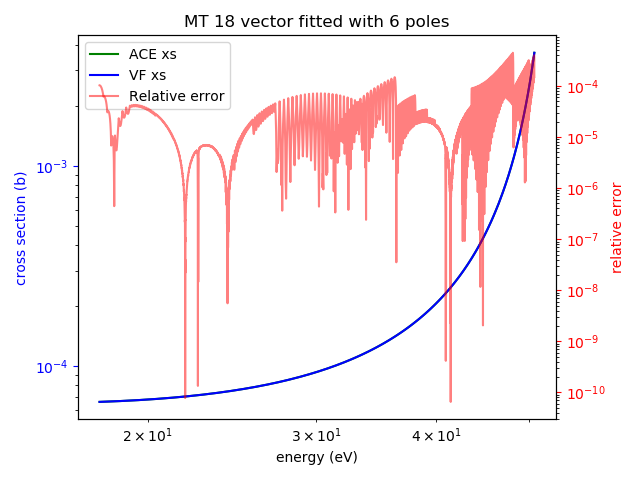 MT 18 vector fitted with 6 poles
ACE xs
VF xs
Relative error
10⁻³
10⁻⁴
cross section (b)
10⁻⁴
10⁻⁵
10⁻⁶
10⁻⁷
10⁻⁸
10⁻⁹
10⁻¹⁰
relative error
2 × 10¹
3 × 10¹
4 × 10¹
energy (eV)